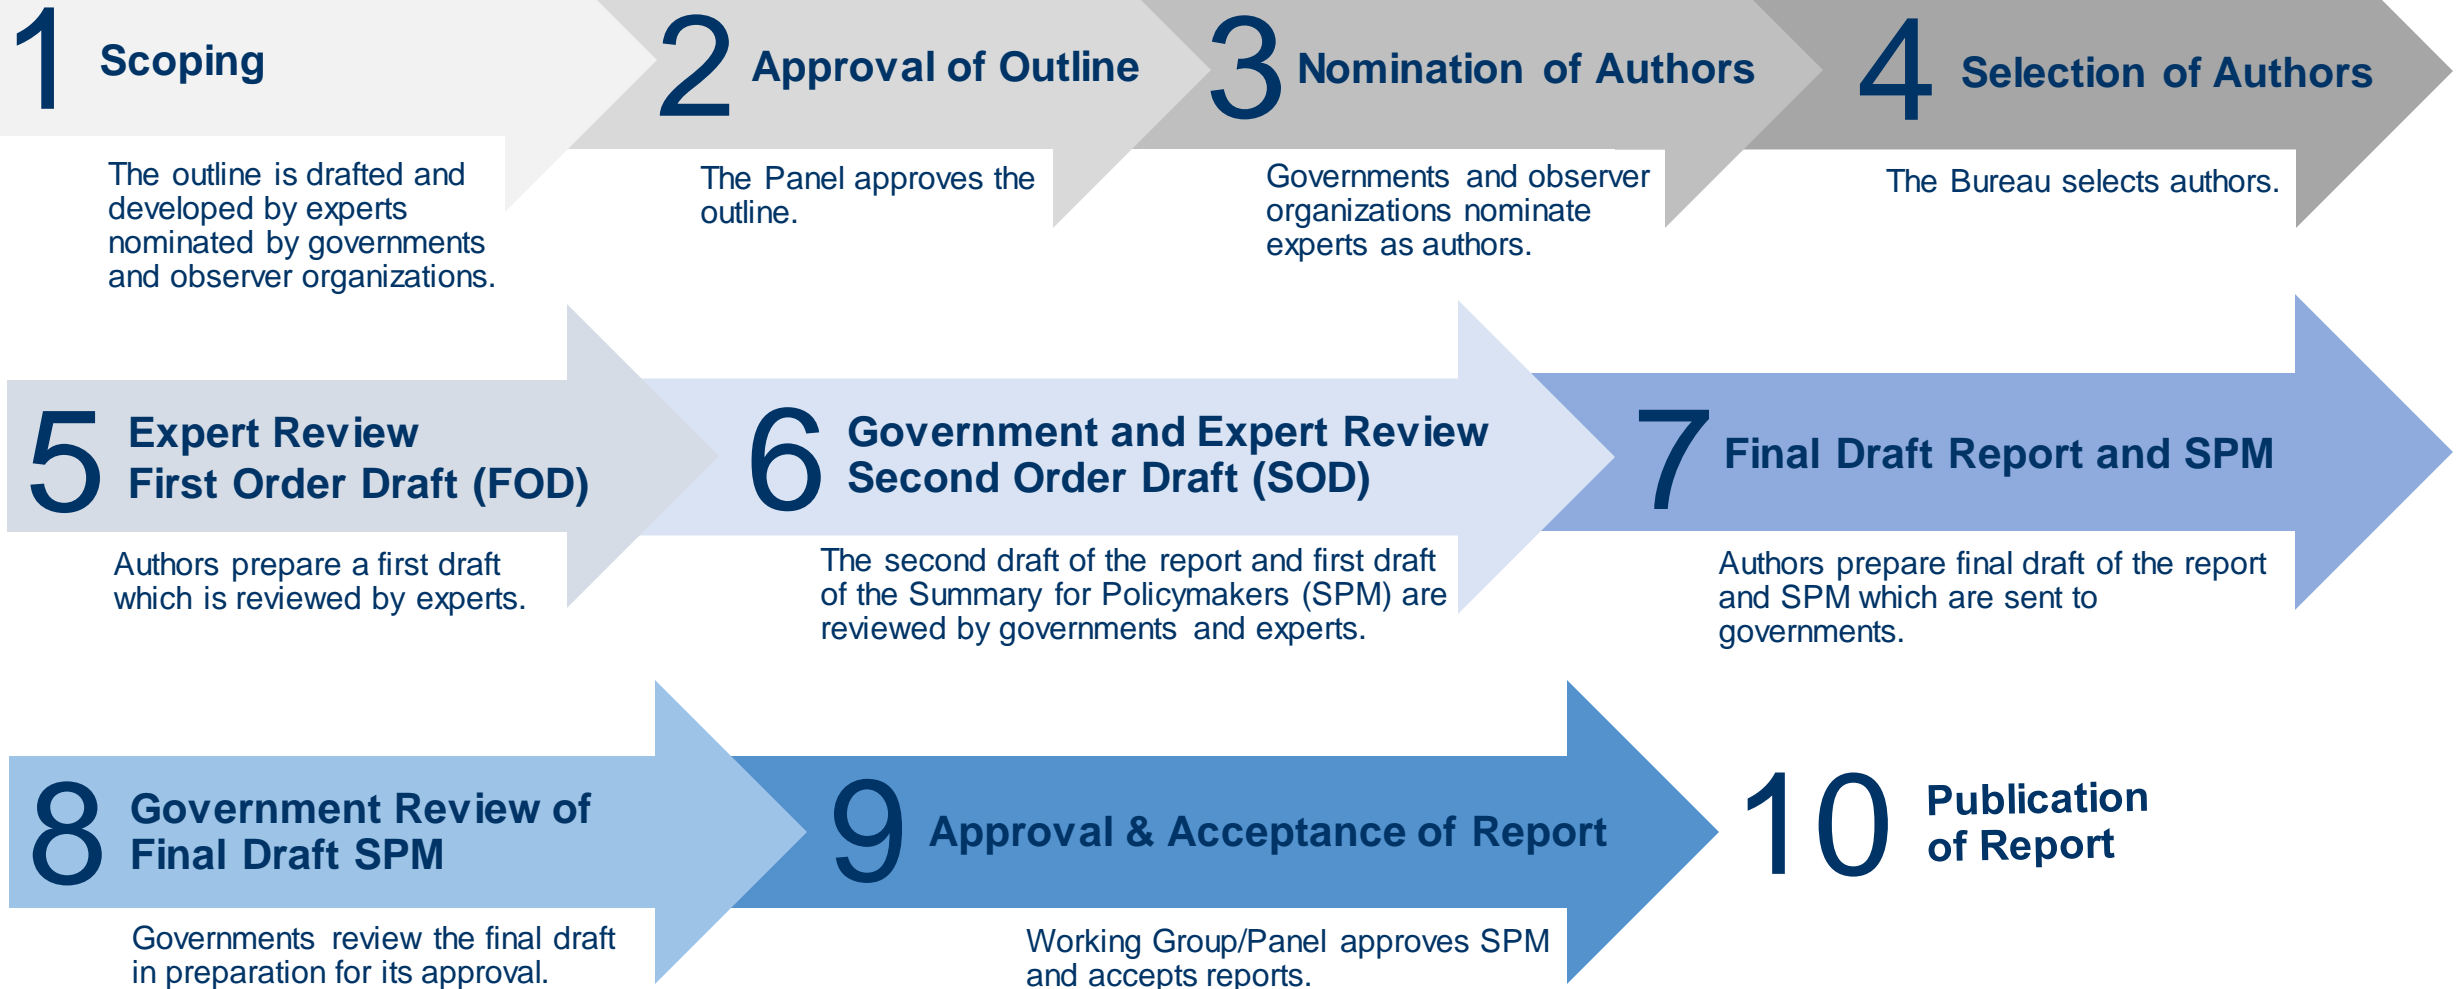 1 Scoping
The outline is drafted and
developed by experts
nominated by governments
and observer organizations.
2 Approval of Outline
The Panel approves the
outline.
3 Nomination of Authors
Governments and observer
organizations nominate
experts as authors.
4 Selection of Authors
The Bureau selects authors.
5 Expert Review
First Order Draft (FOD)
Authors prepare a first draft
which is reviewed by experts.
6 Government and Expert Review
Second Order Draft (SOD)
The second draft of the report and first draft
of the Summary for Policymakers (SPM) are
reviewed by governments and experts.
7 Final Draft Report and SPM
Authors prepare final draft of the report
and SPM which are sent to
governments.
8 Government Review of
Final Draft SPM
Governments review the final draft
in preparation for its approval.
9 Approval & Acceptance of Report
Working Group/Panel approves SPM
and accepts reports.
10 Publication
of Report